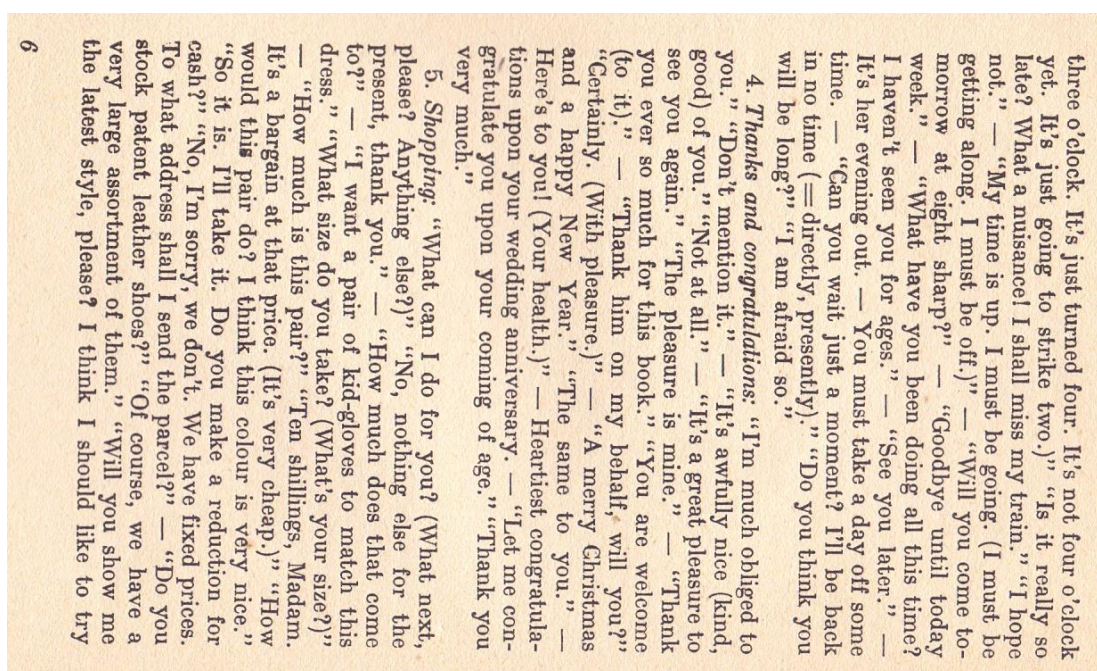 three o'clock. It's just turned four. It's not four o'clock
yet. It's just going to strike two.)” “Is it really so
late? What a nuisance! I shall miss my train.” “I hope
not.” — “My time is up. I must be going. (I must be
getting along. I must be off.)” — “Will you come to-
morrow at eight sharp?” — “Goodbye until today
week.” — “What have you been doing all this time?
I haven't seen you for ages.” — “See you later.” —
It's her evening out. — You must take a day off some
time. — “Can you wait just a moment? I'll be back
in no time (=directly, presently).” “Do you think you
will be long?” “I am afraid so.”
4. Thanks and congratulations: “I'm much obliged to
you.” “Don't mention it.” — “It's awfully nice (kind,
good) of you.” “Not at all.” — “It's a great pleasure to
see you again.” “The pleasure is mine.” — “Thank
you ever so much for this book.” “You are welcome
(to it).” — “Thank him on my behalf, will you?”
“Certainly. (With pleasure.)” — “A merry Christmas
and a happy New Year.” “The same to you.” —
Here's to you! (Your health.)” — Heartiest congratula-
tions upon your wedding anniversary. — “Let me con-
gratulate you upon your coming of age.” “Thank you
very much.”
5. Shopping: “What can I do for you? (What next,
please? Anything else?)” “No, nothing else for the
present, thank you.” — “How much does that come
to?” — “I want a pair of kid-gloves to match this
dress.” “What size do you take? (What's your size?)”
— “How much is this pair?” “Ten shillings, Madam.
It's a bargain at that price. (It's very cheap.)” “How
would this pair do? I think this colour is very nice.”
“So it is. I'll take it. Do you make a reduction for
cash?” “No, I'm sorry, we don't. We have fixed prices.
To what address shall I send the parcel?” — “Do you
stock patent leather shoes?” “Of course, we have a
very large assortment of them.” “Will you show me
the latest style, please? I think I should like to try
6